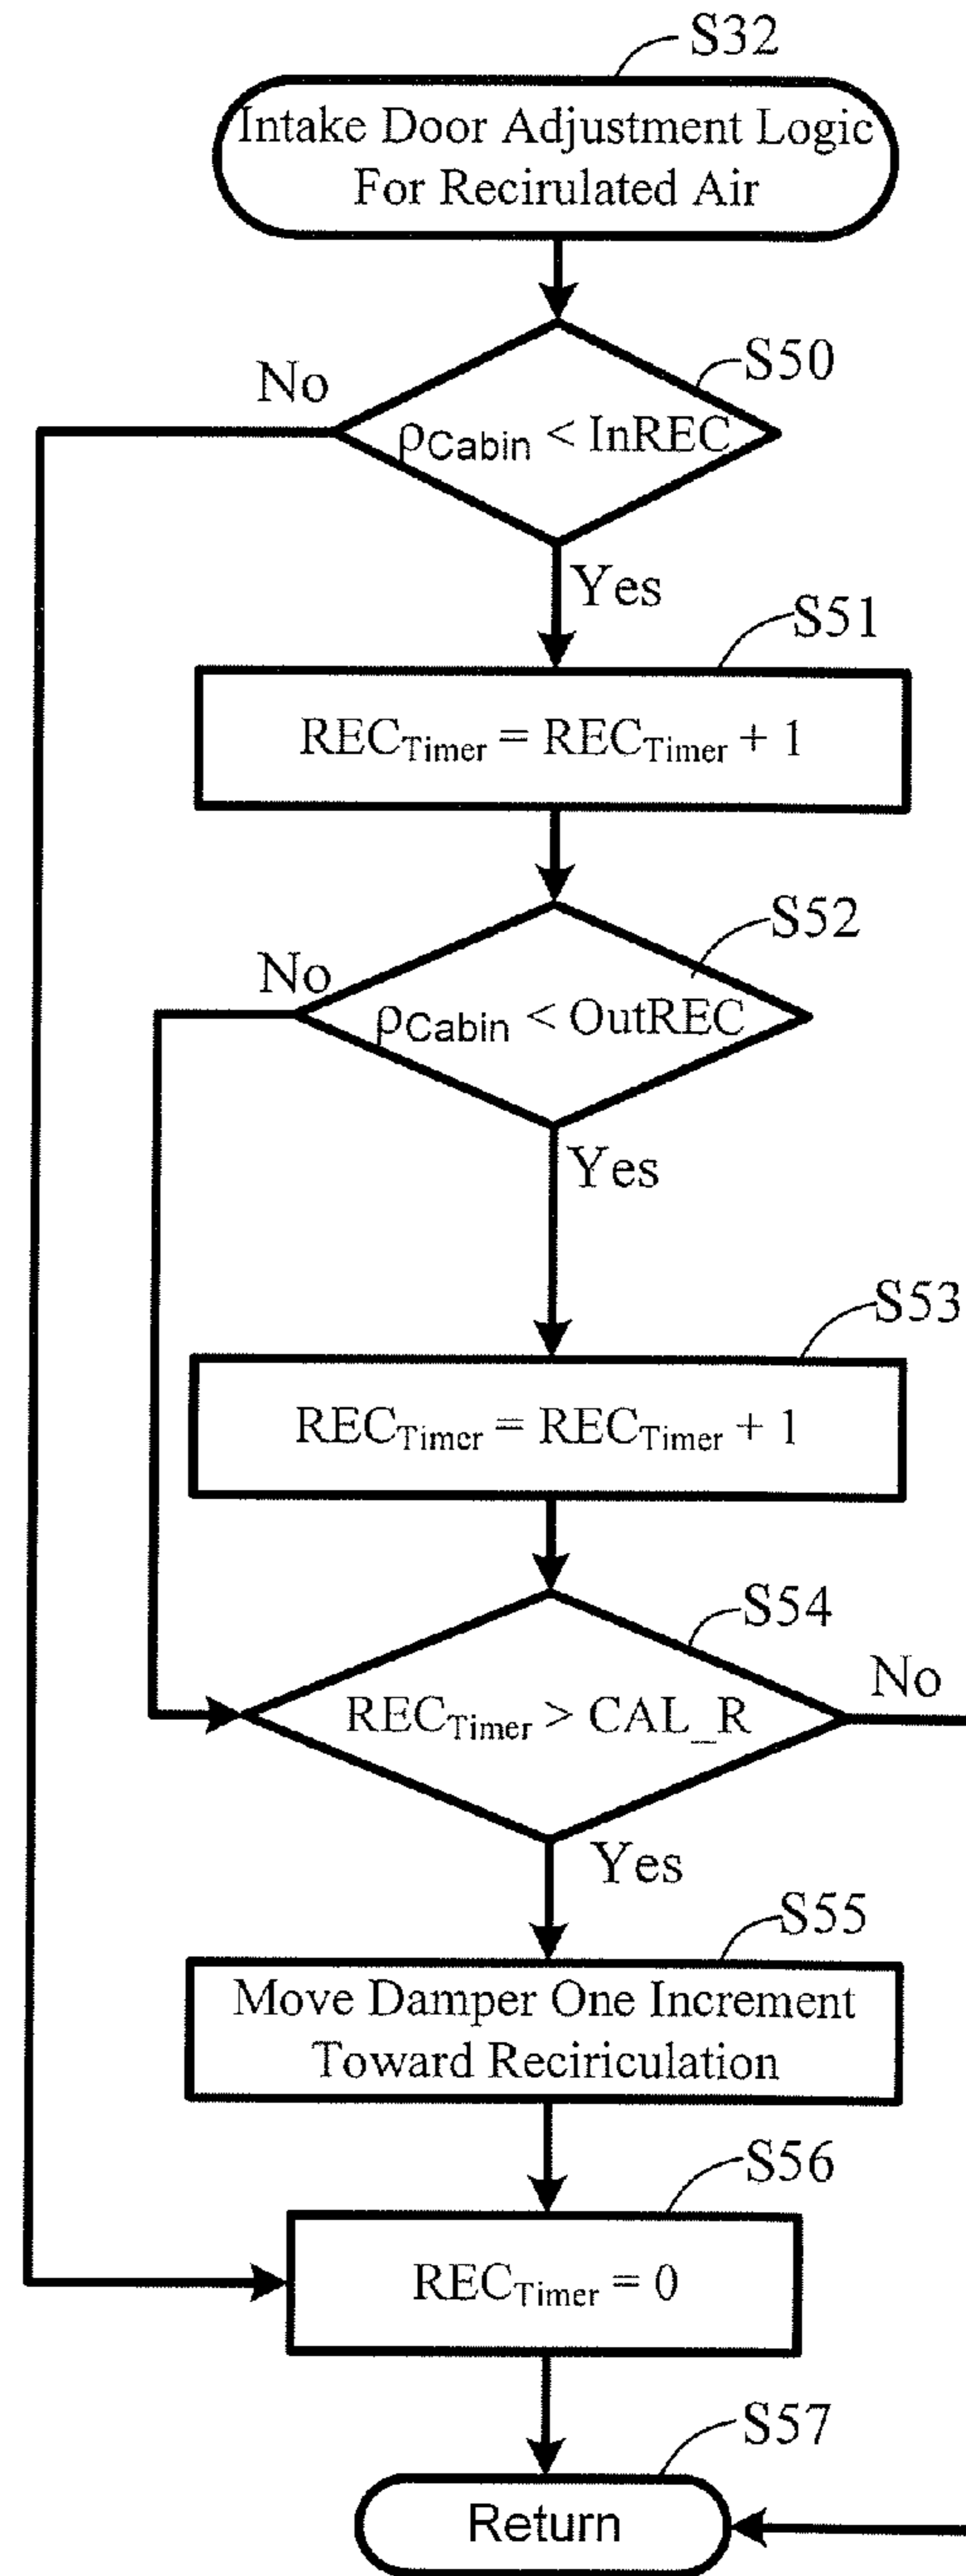 S32
Intake Door Adjustment Logic
For Recirulated Air
S50
No
ρCabin < InREC
Yes
S51
RECTimer = RECTimer + 1
S52
No
ρCabin < OutREC
Yes
S53
RECTimer = RECTimer + 1
S54
No
RECTimer > CAL_R
Yes
S55
Move Damper One Increment
Toward Reciriculation
S56
RECTimer = 0
S57
Return